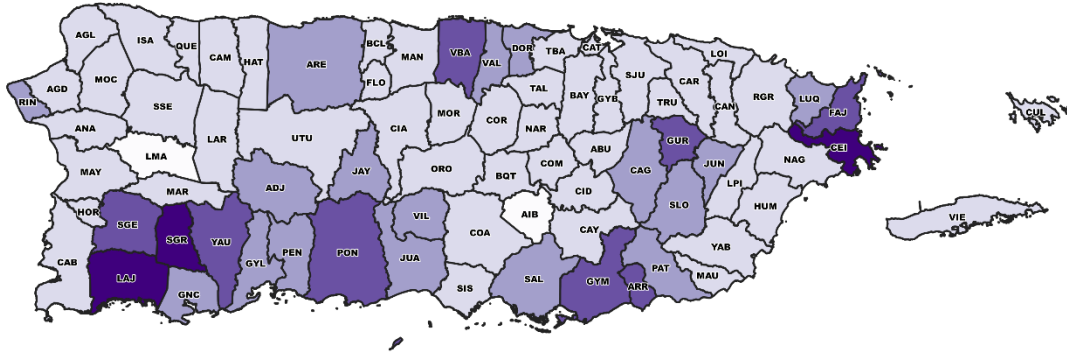 AGL
ISA
QUE
CAM
HAT
ARE
BCL
FLO
MAN
VBA
VAL
DOR
TBA
CAT
LOI
MOC
AGD
RIN
SSE
TAL
BAY
GYB
SJU
CAR
TRU
CAN
RGR
LUQ
FAJ
CUL
ANA
LAR
UTU
CIA
MOR
COR
NAR
GUR
CEI
MAY
LMA
ABU
JUN
NAG
MAR
ADJ
JAY
ORO
BQT
COM
CAG
LPI
HOR
CID
SLO
HUM
SGE
SGR
YAU
VIL
AIB
VIE
CAB
GYL
PEN
PON
JUA
COA
CAY
YAB
LAJ
GNC
SIS
SAL
GYM
ARR
PAT
MAU